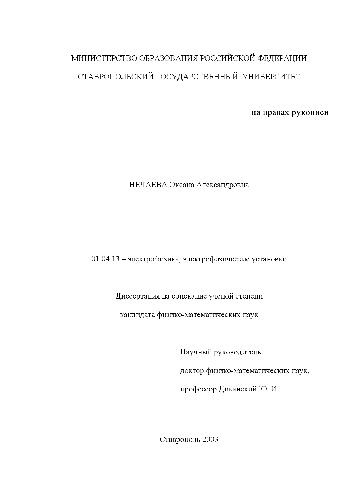 МИНИСТЕРСТВО ОБРАЗОВАНИЯ РОССИЙСКОЙ ФЕДЕРАЦИИ
СТАВРОПОЛЬСКИЙ ГОСУДАРСТВЕННЫЙ УНИВЕРСИТЕТ
на правах рукописи
НЕЧАЕВА Оксана Александровна
01.04.13 – электрофизика, электрофизические установки
Диссертация на соискание ученой степени
кандидата физико-математических наук
Научный руководитель:
доктор физико-математических наук,
профессор
Ставрополь 2003